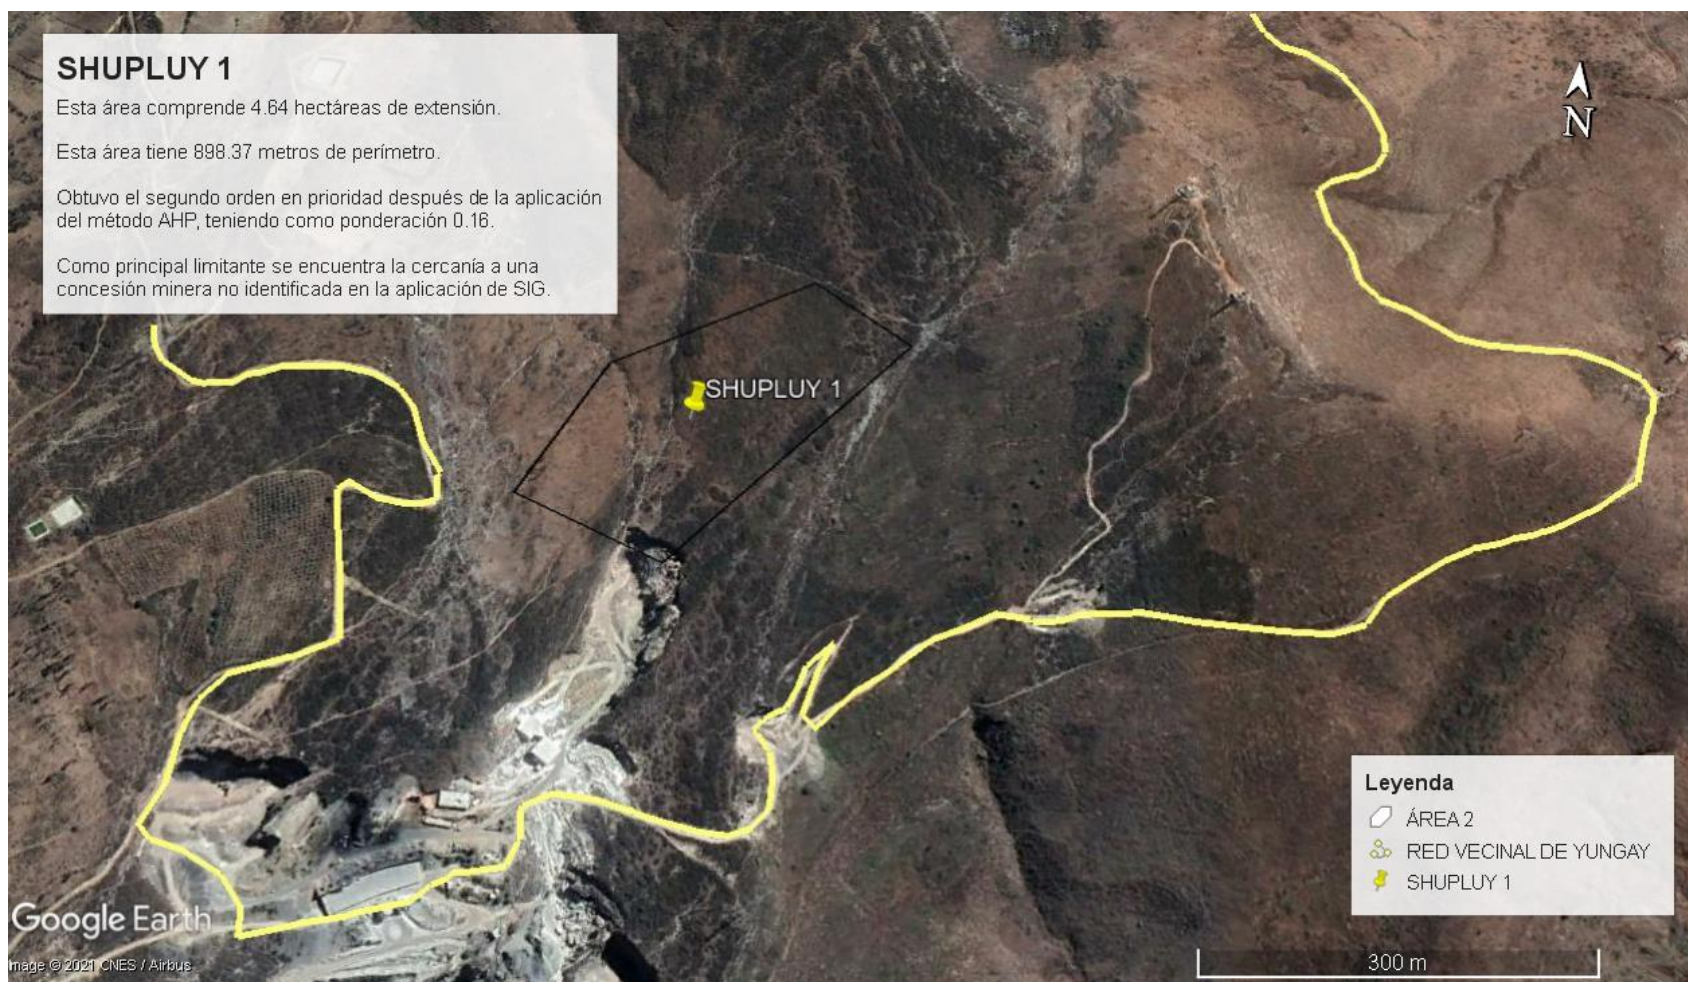 SHUPLUY 1
Esta área comprende 4.64 hectáreas de extensión.
Esta área tiene 898.37 metros de perímetro.
Obtuvo el segundo orden en prioridad después de la aplicación
del método AHP, teniendo como ponderación 0.16.
Como principal limitante se encuentra la cercanía a una
concesión minera no identificada en la aplicación de SIG.
N
SHUPLUY 1
Leyenda
ÁREA 2
RED VECINAL DE YUNGAY
SHUPLUY 1
Google Earth
mage © 2021 CNES / Airbus
300 m